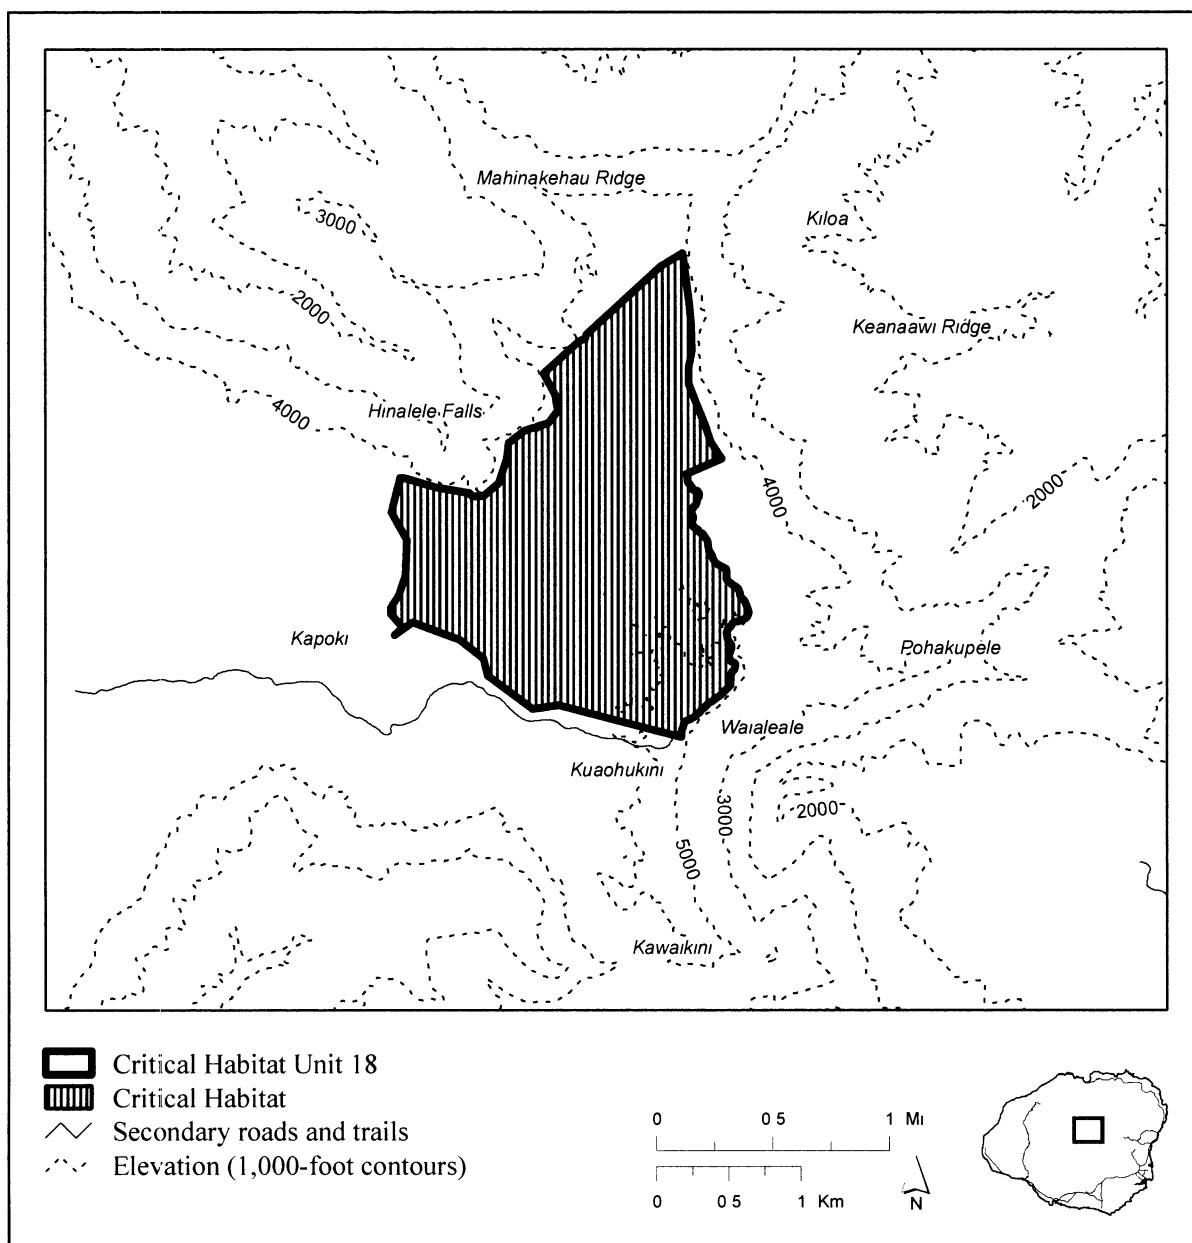 Mahinakehau Ridge
3000
Kiloa
2000
Keanaawi Ridge
4000
Hinalele Falls
4000
2000
Kapoki
Pohakupele
Waialeale
Kuaohukini
3000
2000
5000
Kawaikini
Critical Habitat Unit 18
Critical Habitat
Secondary roads and trails
Elevation (1,000-foot contours)
0 0 5 1 Mi
0 0 5 1 Km
N